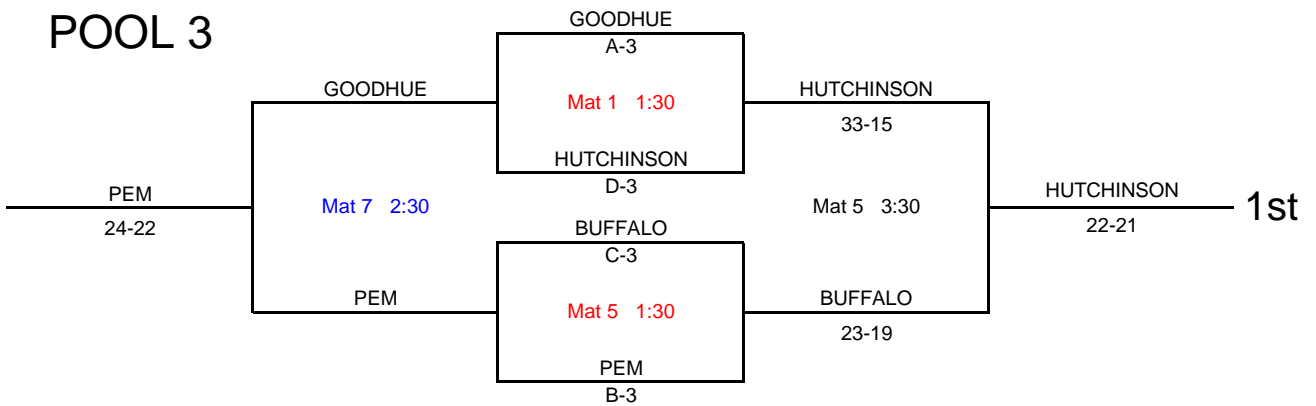 POOL 3
GOODHUE
A-3
GOODHUE
Mat 1 1:30
HUTCHINSON
33-15
HUTCHINSON
D-3
PEM
24-22
Mat 7 2:30
Mat 5 3:30
HUTCHINSON
22-21
1st
BUFFALO
C-3
PEM
Mat 5 1:30
BUFFALO
23-19
PEM
B-3